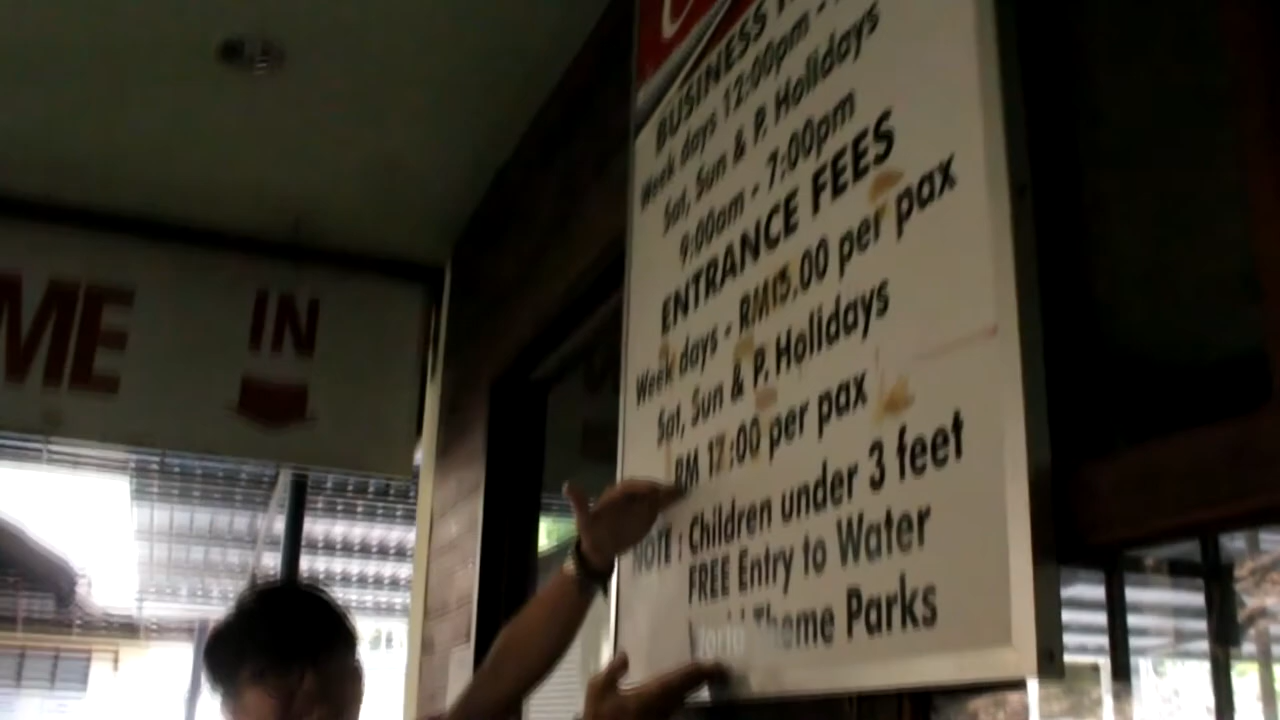 BUSINESS
Week days 12:00pm -
Sat, Sun & P. Holidays
9:00am - 7:00pm
ENTRANCE FEES
Week days - RM15.00 per pax
Sat, Sun & P. Holidays
RM 17:00 per pax
NOTE : Children under 3 feet
FREE Entry to Water
World Theme Parks
ME IN